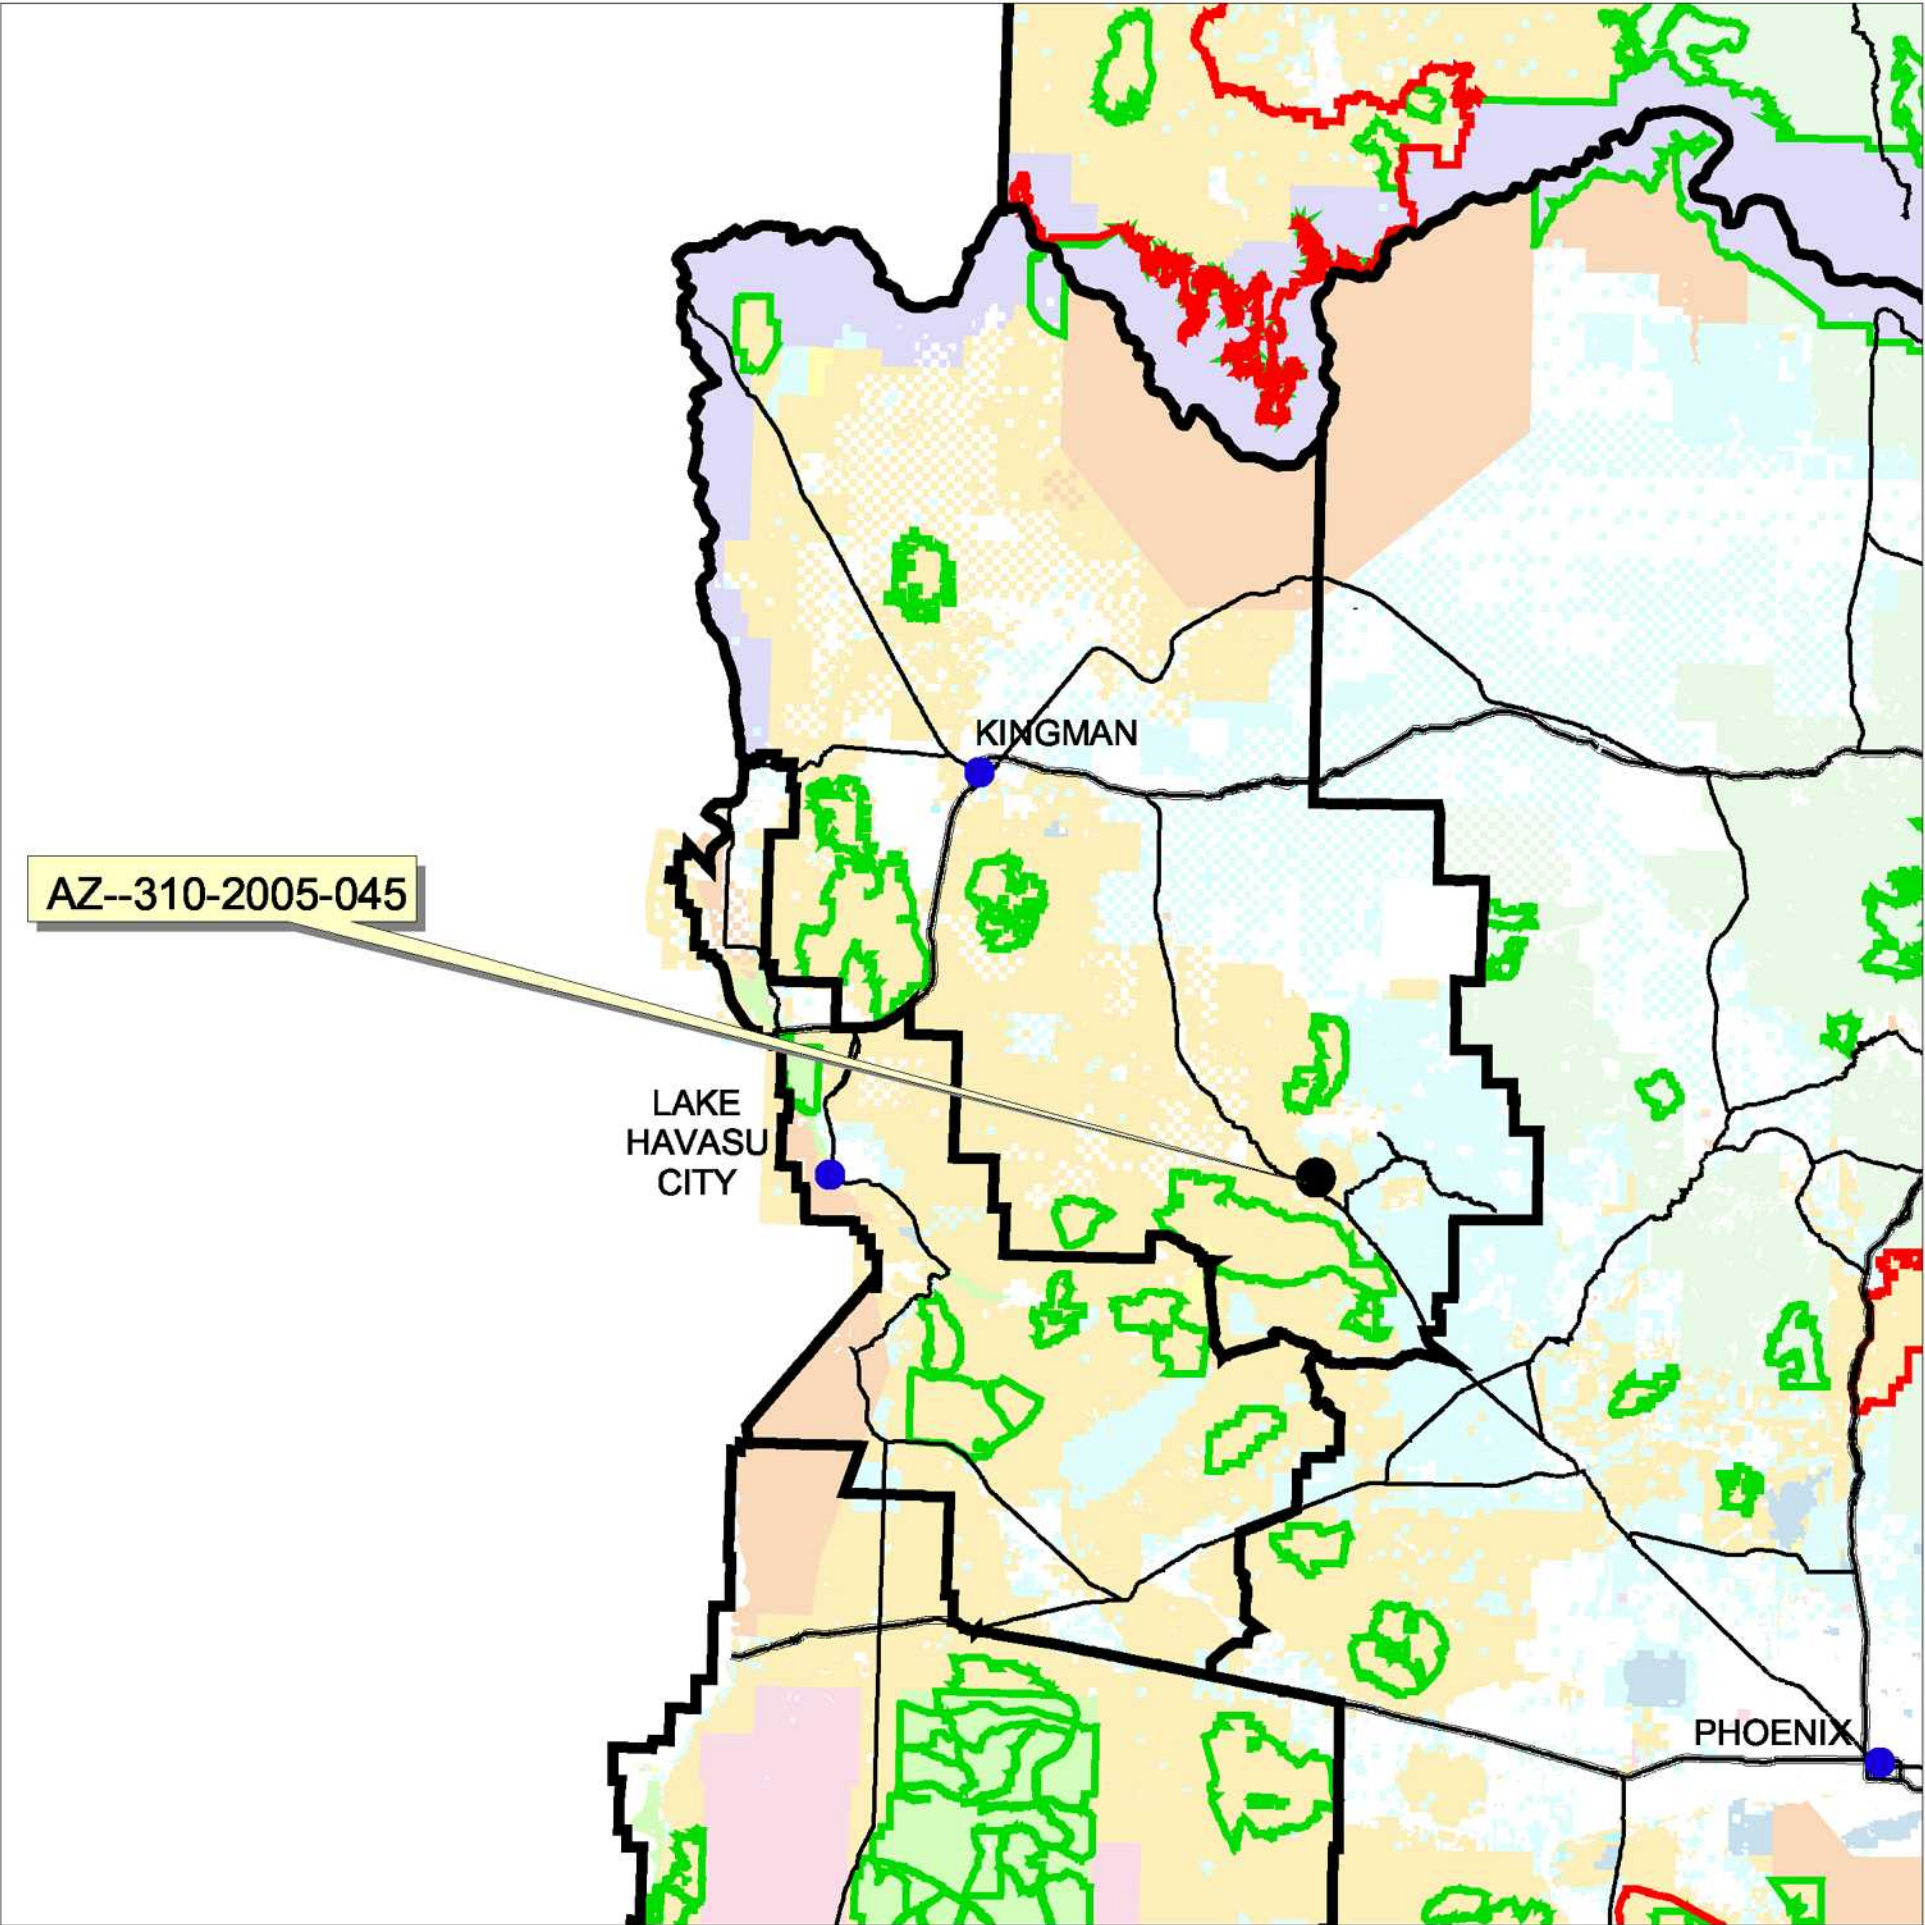 KINGMAN
AZ--310-2005-045
LAKE
HAVASU
CITY
PHOENIX